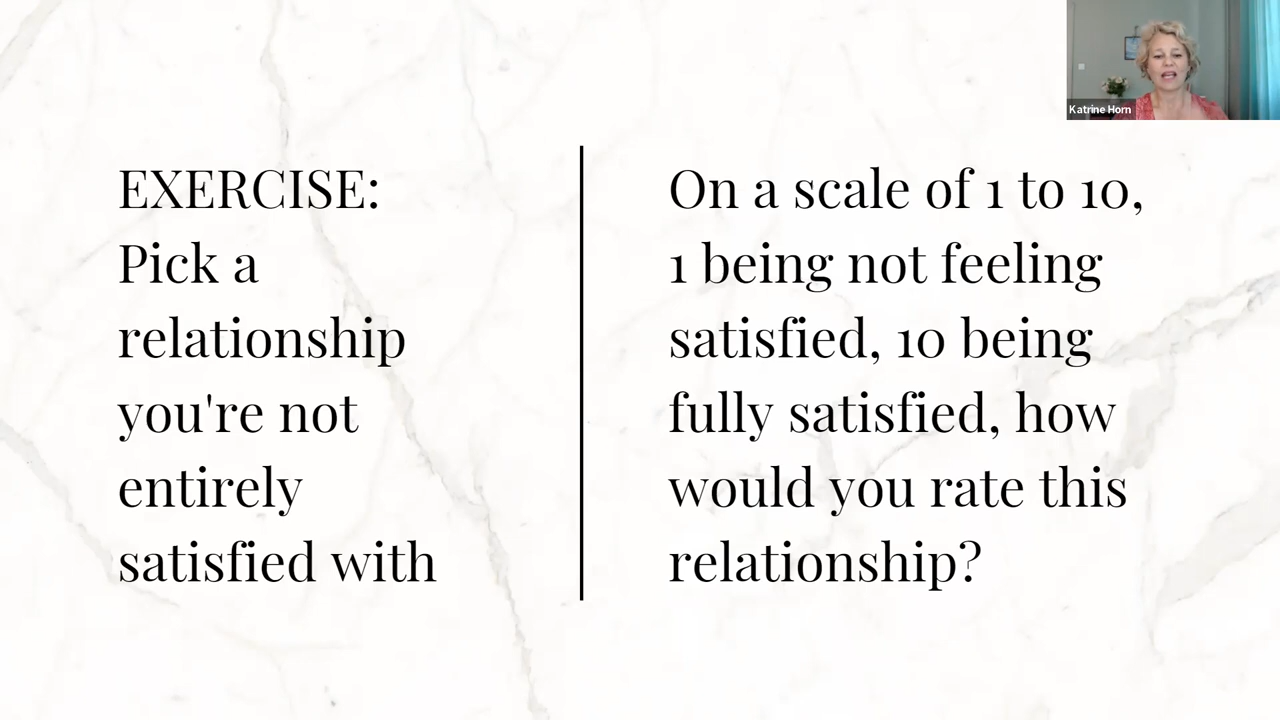 Katrine Horn
EXERCISE:
Pick a
relationship
you're not
entirely
satisfied with
On a scale of 1 to 10,
1 being not feeling
satisfied, 10 being
fully satisfied, how
would you rate this
relationship?